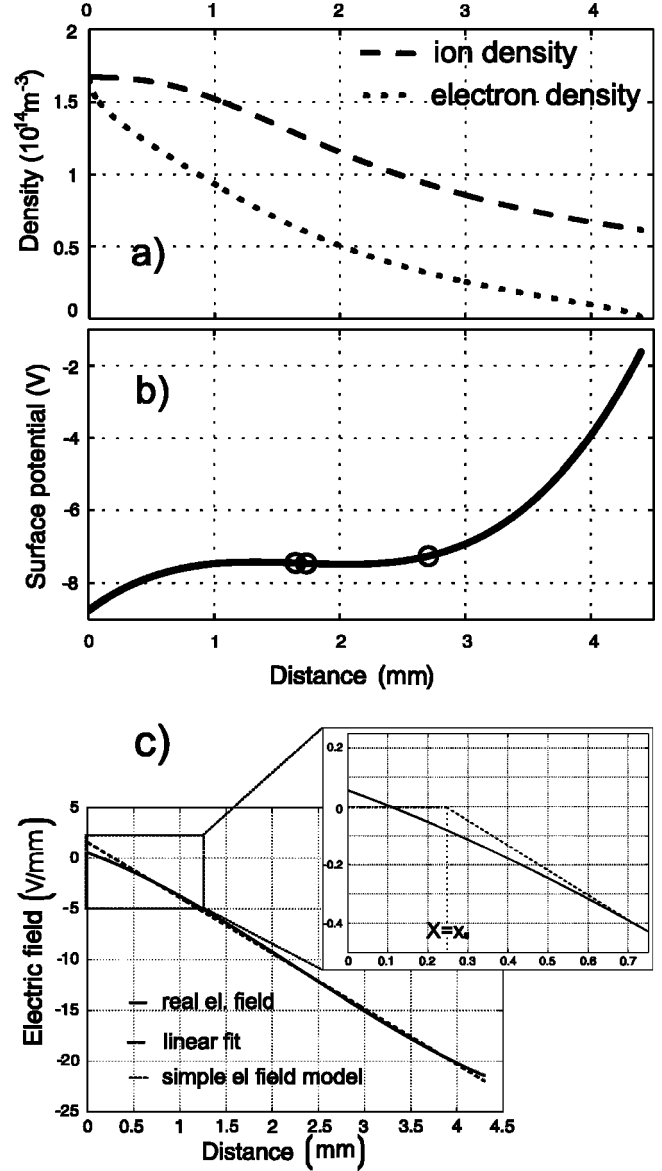 0 1 2 3 4
2
1.5
1
0.5
0
Density (10¹⁴m⁻³)
ion density
electron density
a)
-2
-4
-6
-8
Surface potential (V)
b)
0 1 2 3 4
Distance (mm)
c)
5
0
-5
-10
-15
-20
-25
Electric field (V/mm)
real el. field
linear fit
simple el field model
0 0.5 1 1.5 2 2.5 3 3.5 4 4.5
Distance (mm)
0.2
0
-0.2
-0.4
X=x₀
0 0.1 0.2 0.3 0.4 0.5 0.6 0.7